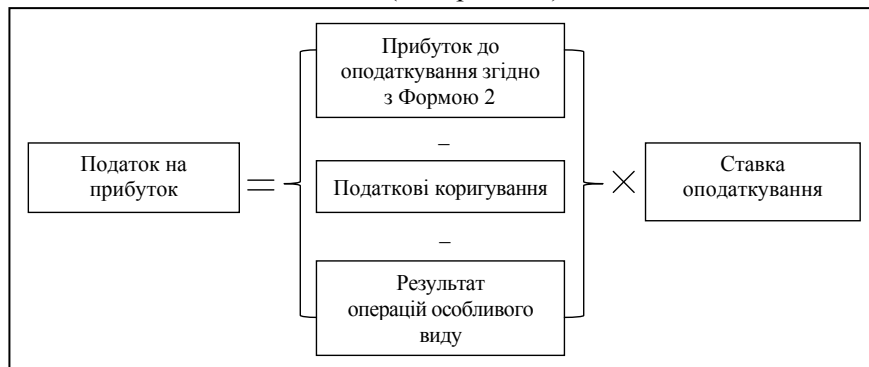 Прибуток до
оподаткування згідно
з Формою 2
–
Податок на
прибуток
=
Податкові коригування
×
Ставка
оподаткування
–
Результат
операцій особливого
виду